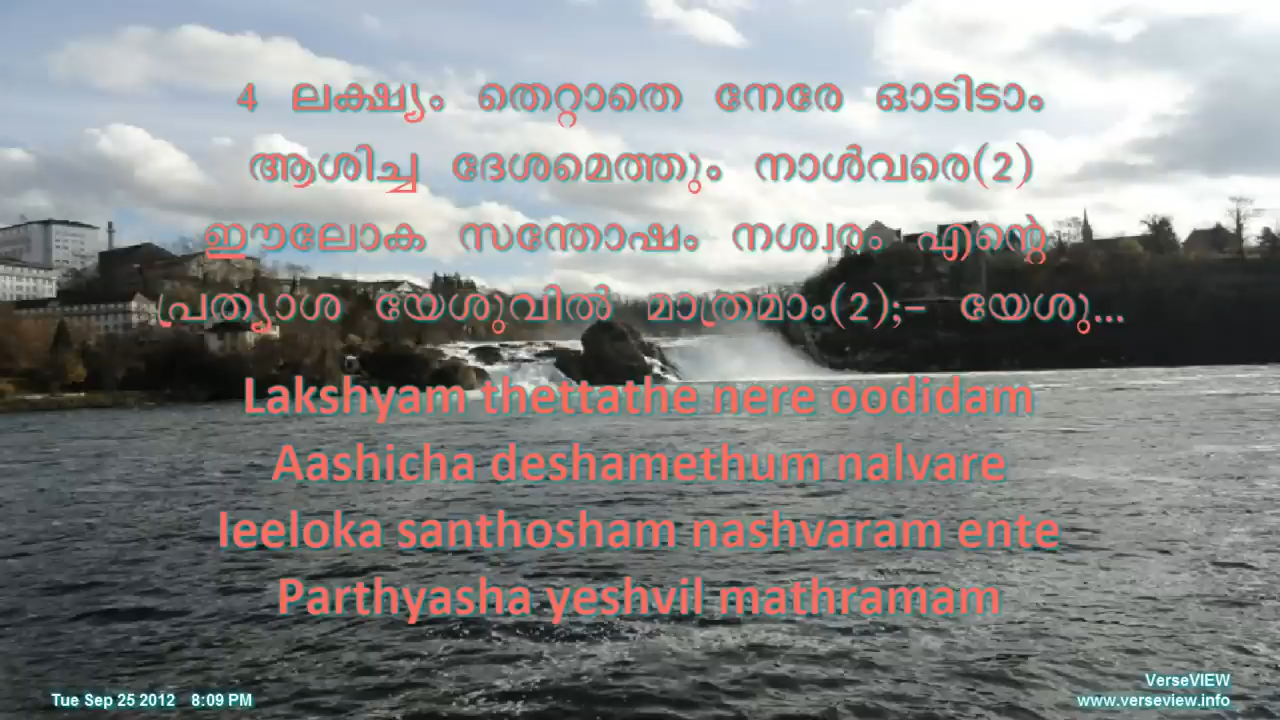 4 ലക്ഷ്യം തെറ്റാതെ നേരേ ഓടിടാം
ആശിച്ച ദേശമെത്തും നാൾവരെ(2)
ഈലോക സന്തോഷം നശ്വരം എന്റെ
പ്രത്യാശ യേശുവിൽ മാത്രമാം(2);- യേശു...
Lakshyam thettathe nere oodidam
Aashicha deshamethum nalvare
Ieeloka santhosham nashvaram ente
Parthyasha yeshvil mathramam
Tue Sep 25 2012 8:09 PM
VerseVIEW
www.verseview.info